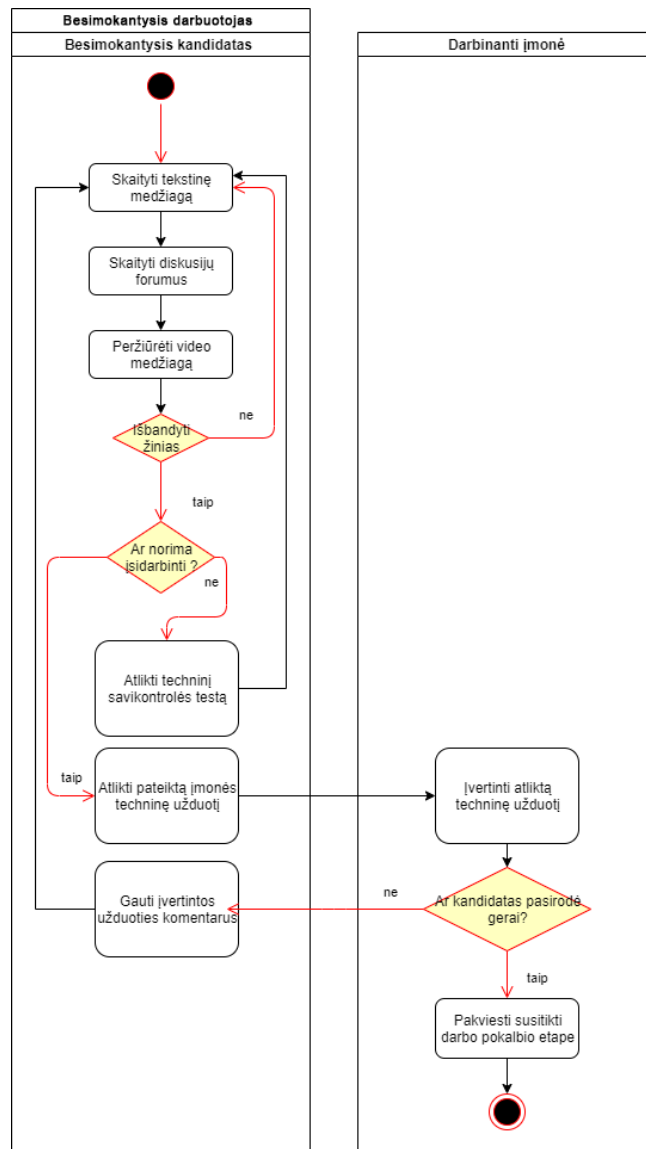 Besimokantysis darbuotojas
Besimokantysis kandidatas
Darbinanti įmonė
Skaityti tekstinę
medžiagą
Skaityti diskusijų
forumus
Peržiūrėti video
medžiagą
ne
Išbandyti
žinias
taip
Ar norima
įsidarbinti ?
ne
Atlikti techninį
savikontrolės testą
taip
Atlikti pateiktą įmonės
techninę užduotį
Įvertinti atliktą
techninę užduotį
Gauti įvertintos
užduoties komentarus
ne
Ar kandidatas pasirodė
gerai?
taip
Pakviesti susitikti
darbo pokalbio etape